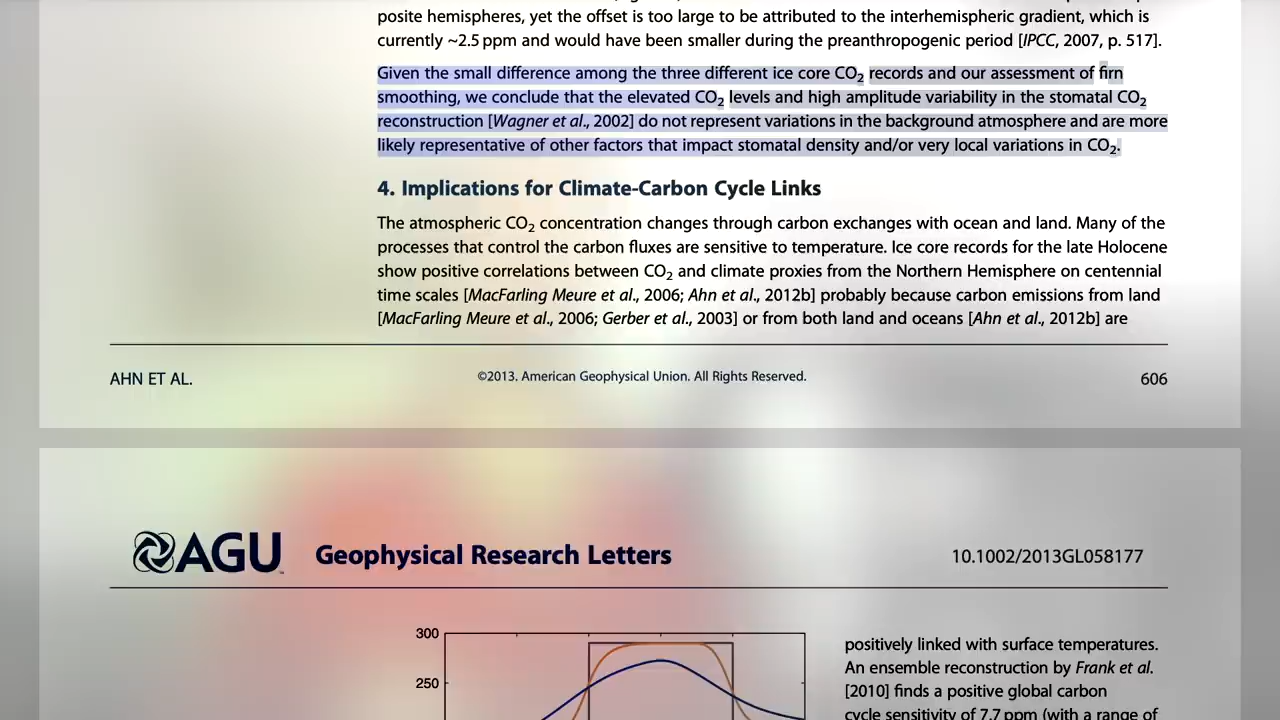 posite hemispheres, yet the offset is too large to be attributed to the interhemispheric gradient, which is
currently ~2.5 ppm and would have been smaller during the preanthropogenic period [IPCC, 2007, p. 517].
Given the small difference among the three different ice core CO2 records and our assessment of firn
smoothing, we conclude that the elevated CO2 levels and high amplitude variability in the stomatal CO2
reconstruction [Wagner et al., 2002] do not represent variations in the background atmosphere and are more
likely representative of other factors that impact stomatal density and/or very local variations in CO2.
4. Implications for Climate-Carbon Cycle Links
The atmospheric CO2 concentration changes through carbon exchanges with ocean and land. Many of the
processes that control the carbon fluxes are sensitive to temperature. Ice core records for the late Holocene
show positive correlations between CO2 and climate proxies from the Northern Hemisphere on centennial
time scales [MacFarling Meure et al., 2006; Ahn et al., 2012b] probably because carbon emissions from land
[MacFarling Meure et al., 2006; Gerber et al., 2003] or from both land and oceans [Ahn et al., 2012b] are
AHN ET AL.
©2013. American Geophysical Union. All Rights Reserved.
606
AGU
Geophysical Research Letters
10.1002/2013GL058177
300
250
positively linked with surface temperatures.
An ensemble reconstruction by Frank et al.
[2010] finds a positive global carbon
cycle sensitivity of 7.7 ppm (with a range of